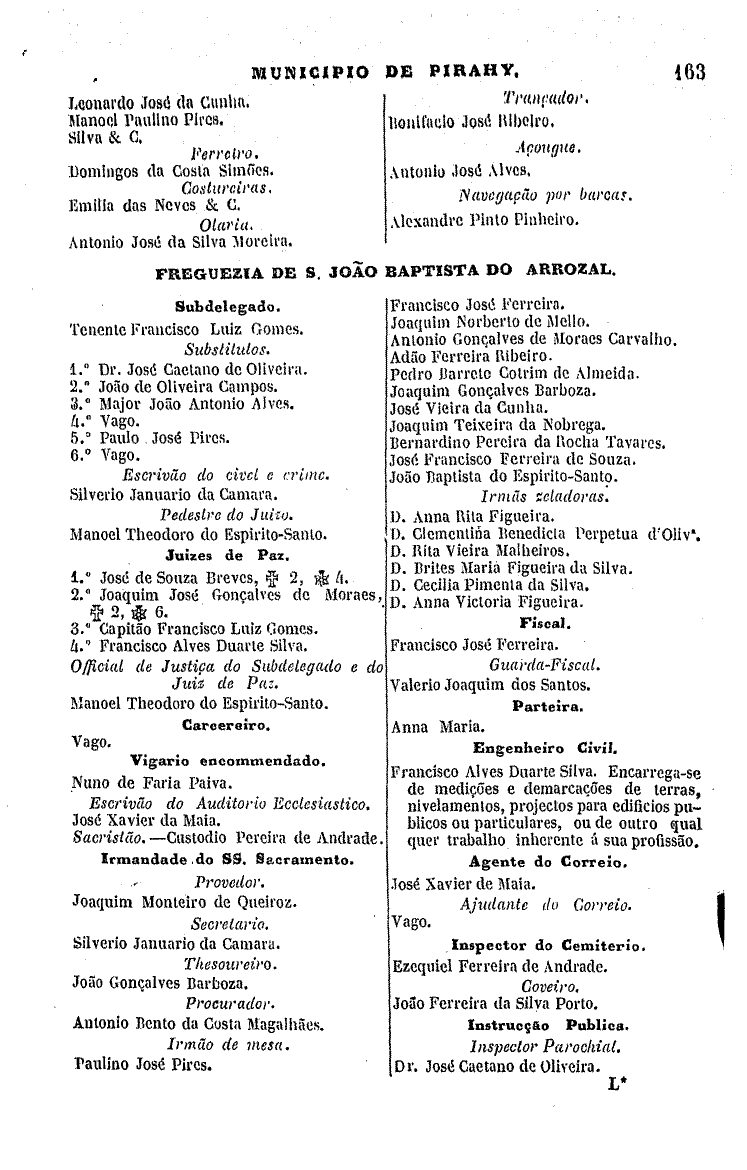 MUNICIPIO DE PIRAHY.
163
Leonardo José da Cunha.
Manoel Paulino Pires.
Silva & C.
Ferreiro.
Domingos da Costa Simões.
Costureiras.
Emilia das Neves & C.
Olaria.
Antonio José da Silva Moreira.
Trançador.
Bonifacio José Ribeiro.
Açougue.
Antonio José Alves.
Navegação por barcas.
Alexandre Pinto Pinheiro.
FREGUEZIA DE S. JOÃO BAPTISTA DO ARROZAL.
Subdelegado.
Tenente Francisco Luiz Gomes.
Substitutos.
1.º Dr. José Caetano de Oliveira.
2.º João de Oliveira Campos.
3.º Major João Antonio Alves.
4.º Vago.
5.º Paulo José Pires.
6.º Vago.
Escrivão do civel e crime.
Silverio Januario da Camara.
Pedestre do Juizo.
Manoel Theodoro do Espirito-Santo.
Juizes de Paz.
1.º José de Souza Breves, 2, 4.
2.º Joaquim José Gonçalves de Moraes,
2, 6.
3.º Capitão Francisco Luiz Gomes.
4.º Francisco Alves Duarte Silva.
Official de Justiça do Subdelegado e do
Juiz de Paz.
Manoel Theodoro do Espirito-Santo.
Carcereiro.
Vago.
Vigario encommendado.
Nuno de Faria Paiva.
Escrivão do Auditorio Ecclesiastico.
José Xavier da Maia.
Sacristão.—Custodio Pereira de Andrade.
Irmandade do SS. Sacramento.
Provedor.
Joaquim Monteiro de Queiroz.
Secretario.
Silverio Januario da Camara.
Thesoureiro.
João Gonçalves Barboza.
Procurador.
Antonio Bento da Costa Magalhães.
Irmão de mesa.
Paulino José Pires.
Francisco José Ferreira.
Joaquim Norberto de Mello.
Antonio Gonçalves de Moraes Carvalho.
Adão Ferreira Ribeiro.
Pedro Barreto Cotrim de Almeida.
Joaquim Gonçalves Barboza.
José Vieira da Cunha.
Joaquim Teixeira da Nobrega.
Bernardino Pereira da Rocha Tavares.
José Francisco Ferreira de Souza.
João Baptista do Espirito-Santo.
Irmãs zeladoras.
D. Anna Rita Figueira.
D. Clementina Benedicta Perpetua d'Olivª.
D. Rita Vieira Malheiros.
D. Brites Maria Figueira da Silva.
D. Cecilia Pimenta da Silva.
D. Anna Victoria Figueira.
Fiscal.
Francisco José Ferreira.
Guarda-Fiscal.
Valerio Joaquim dos Santos.
Parteira.
Anna Maria.
Engenheiro Civil.
Francisco Alves Duarte Silva. Encarrega-se
de medições e demarcações de terras,
nivelamentos, projectos para edificios pu-
blicos ou particulares, ou de outro qual
quer trabalho inherente á sua profissão.
Agente do Correio.
José Xavier de Maia.
Ajudante do Correio.
Vago.
Inspector do Cemiterio.
Ezequiel Ferreira de Andrade.
Coveiro.
João Ferreira da Silva Porto.
Instrucção Publica.
Inspector Parochial.
Dr. José Caetano de Oliveira.
L*